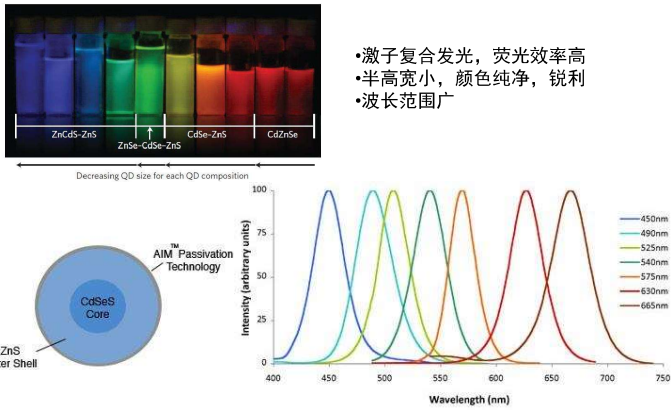 •激子复合发光，荧光效率高
•半高宽小，颜色纯净，锐利
•波长范围广
ZnCdS-ZnS
ZnSe-CdSe-ZnS
CdSe-ZnS
CdZnSe
Decreasing QD size for each QD composition
AIM™ Passivation
Technology
CdSeS
Core
ZnS
ter Shell
Intensity (arbitrary units)
100
75
50
25
0
400
450
500
550
600
650
700
750
Wavelength (nm)
450nm
490nm
525nm
540nm
575nm
630nm
665nm